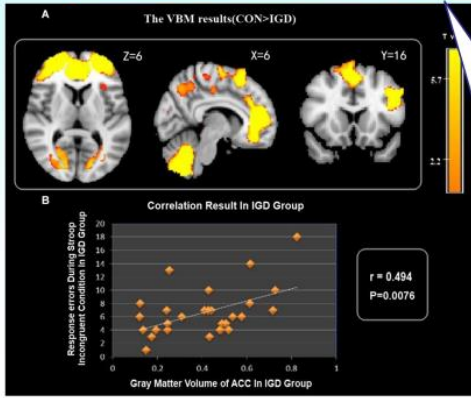 A
The VBM results(CON>IGD)
Z=6
X=6
Y=16
T v
5.7
2.2
B
Correlation Result In IGD Group
Response errors During Stroop
Incongruent Condition In IGD Group
20
18
16
14
12
10
8
6
4
2
0
0
0.2
0.4
0.6
0.8
1
Gray Matter Volume of ACC In IGD Group
r = 0.494
P=0.0076